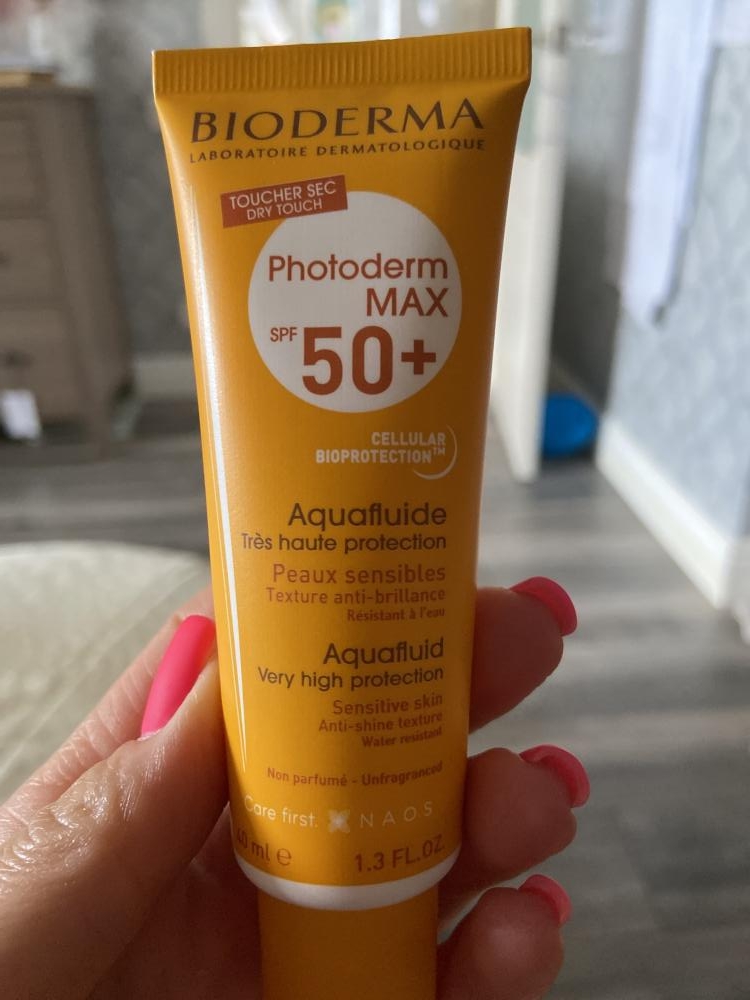 BIODERMA
LABORATOIRE DERMATOLOGIQUE
TOUCHER SEC
DRY TOUCH
Photoderm
MAX
SPF 50+
CELLULAR
BIOPROTECTION™
Aquafluide
Très haute protection
Peaux sensibles
Texture anti-brillance
Résistant à l'eau
Aquafluid
Very high protection
Sensitive skin
Anti-shine texture
Water resistant
Non parfumé - Unfragranced
Care first. NAOS
40 ml e 1.3 FL.OZ.